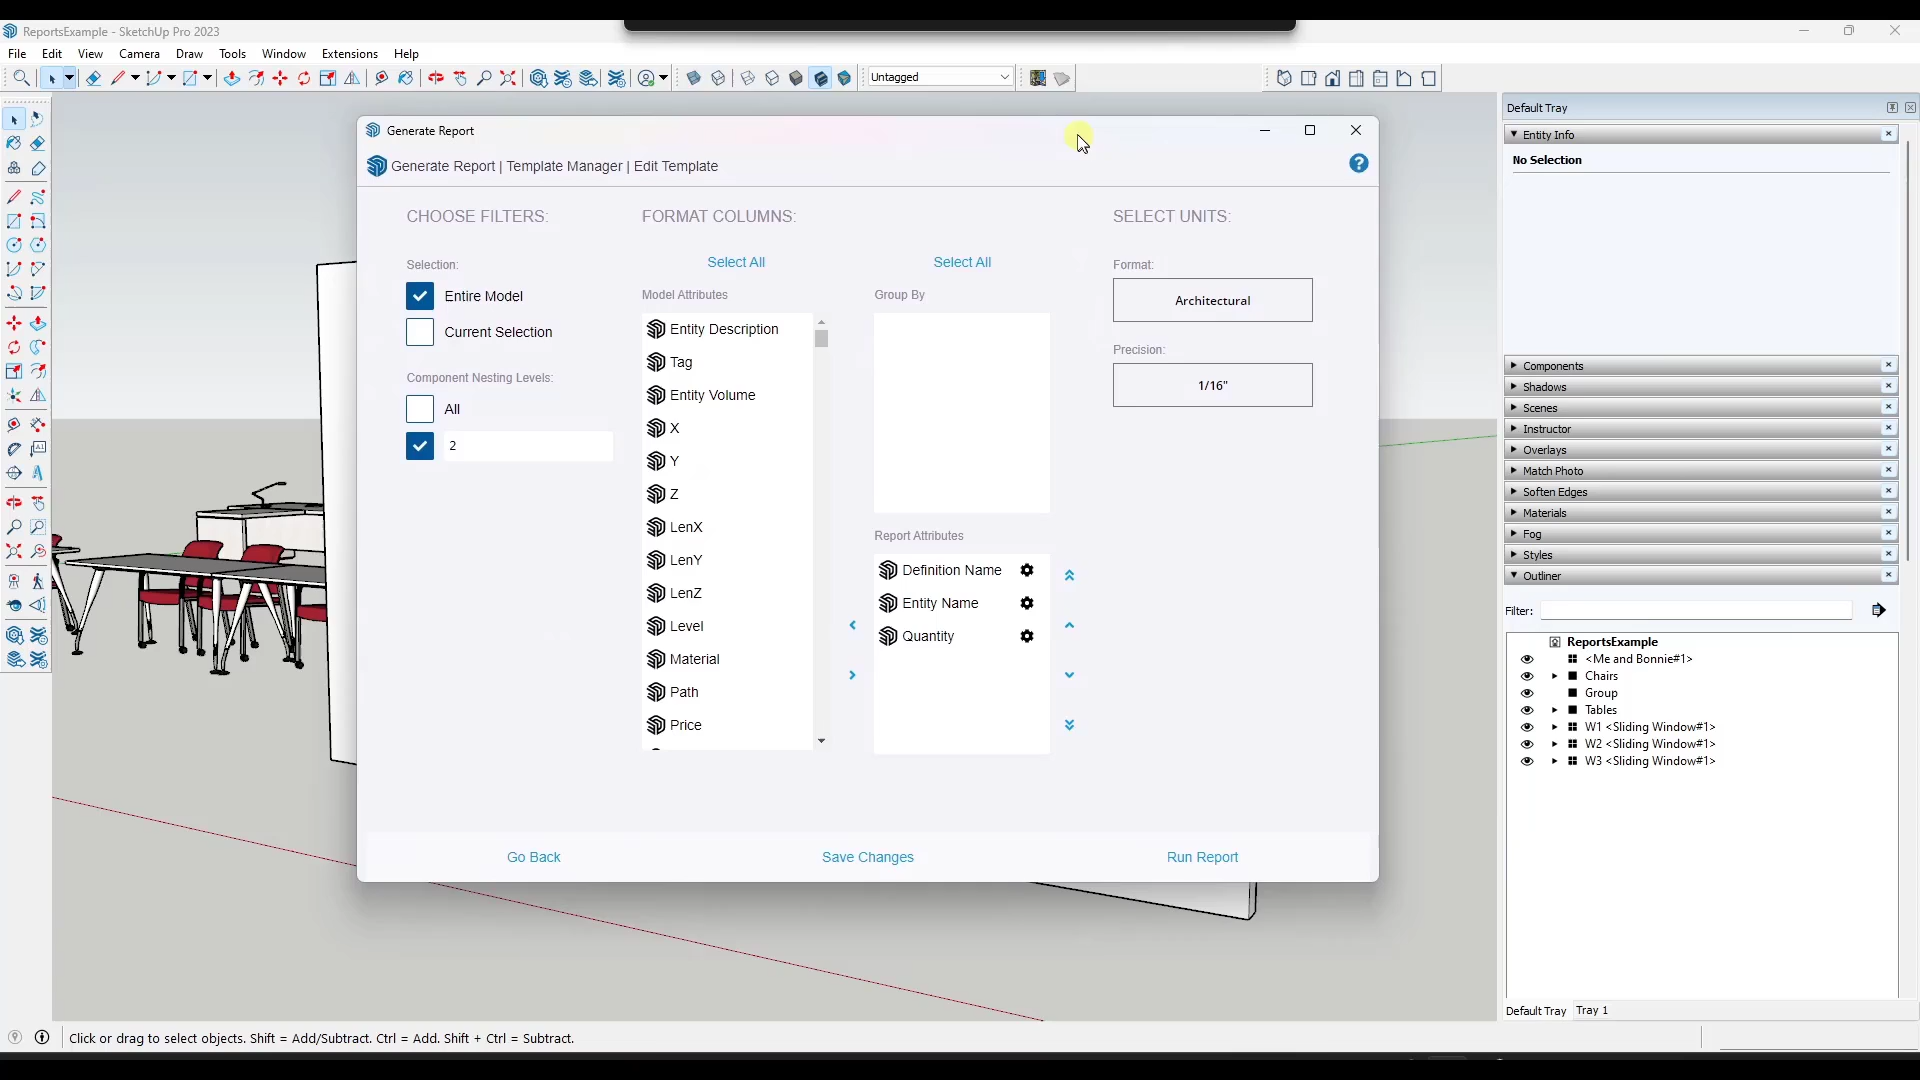 ReportsExample - SketchUp Pro 2023
File Edit View Camera Draw Tools Window Extensions Help
Untagged
Default Tray
Entity Info
No Selection
Generate Report
Generate Report | Template Manager | Edit Template
?
CHOOSE FILTERS:
FORMAT COLUMNS:
SELECT UNITS:
Select All
Select All
Selection:
Format:
Entire Model
Model Attributes
Group By
Architectural
Current Selection
Entity Description
Tag
Precision:
Component Nesting Levels:
1/16"
Entity Volume
All
X
2
Y
Z
LenX
LenY
LenZ
Level
Material
Path
Price
Report Attributes
Definition Name
Entity Name
Quantity
Go Back
Save Changes
Run Report
Components
Shadows
Scenes
Instructor
Overlays
Match Photo
Soften Edges
Materials
Fog
Styles
Outliner
Filter:
ReportsExample
<Me and Bonnie#1>
Chairs
Group
Tables
W1 <Sliding Window#1>
W2 <Sliding Window#1>
W3 <Sliding Window#1>
Default Tray Tray 1
Click or drag to select objects. Shift = Add/Subtract. Ctrl = Add. Shift + Ctrl = Subtract.